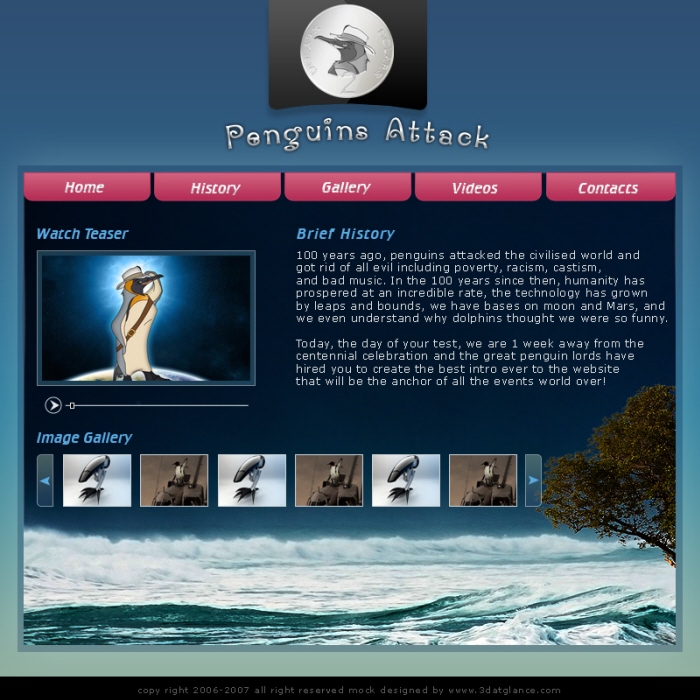 Penguins Attack
Home
History
Gallery
Videos
Contacts
Watch Teaser
Brief History
100 years ago, penguins attacked the civilised world and
got rid of all evil including poverty, racism, castism,
and bad music. In the 100 years since then, humanity has
prospered at an incredible rate, the technology has grown
by leaps and bounds, we have bases on moon and Mars, and
we even understand why dolphins thought we were so funny.
Today, the day of your test, we are 1 week away from the
centennial celebration and the great penguin lords have
hired you to create the best intro ever to the website
that will be the anchor of all the events world over!
Image Gallery
copy right 2006-2007 all right reserved mock designed by www.3datglance.com